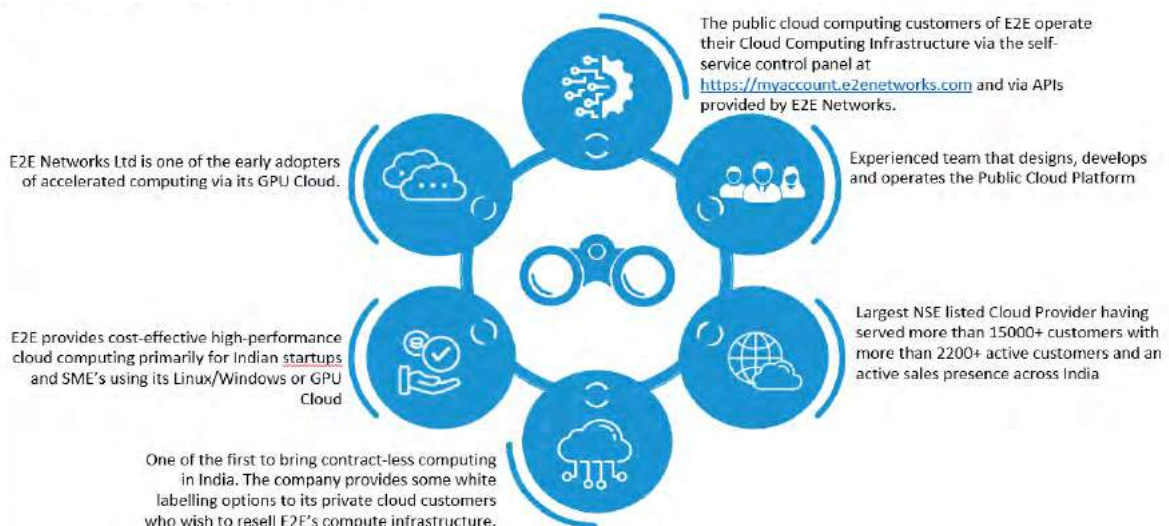 The public cloud computing customers of E2E operate
their Cloud Computing Infrastructure via the self-
service control panel at
https://myaccount.e2enetworks.com and via APIs
provided by E2E Networks.
E2E Networks Ltd is one of the early adopters
of accelerated computing via its GPU Cloud.
Experienced team that designs, develops
and operates the Public Cloud Platform
E2E provides cost-effective high-performance
cloud computing primarily for Indian startups
and SME's using its Linux/Windows or GPU
Cloud
Largest NSE listed Cloud Provider having
served more than 15000+ customers with
more than 2200+ active customers and an
active sales presence across India
One of the first to bring contract-less computing
in India. The company provides some white
labelling options to its private cloud customers
who wish to resell E2E's compute infrastructure.